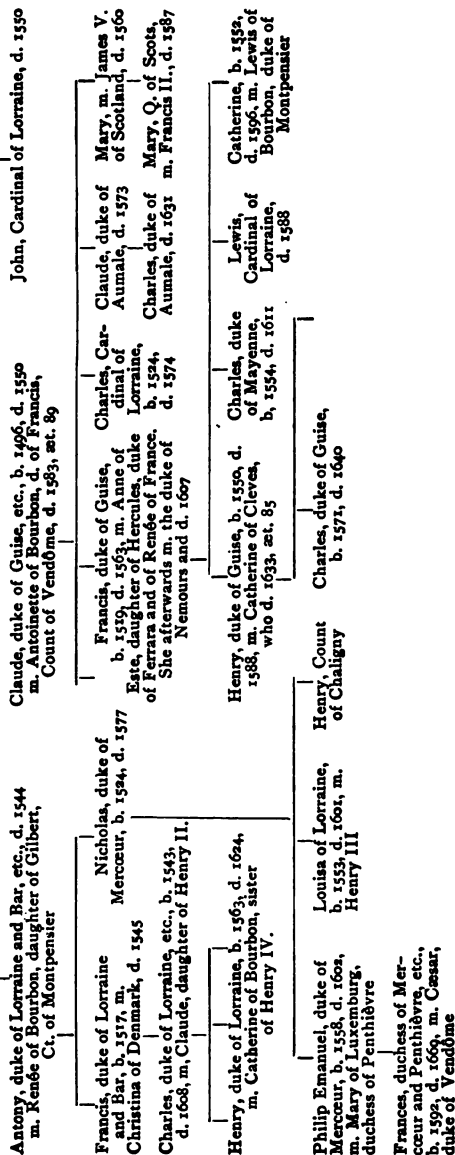 Antony, duke of Lorraine and Bar, etc., d. 1544
m. Renée of Bourbon, daughter of Gilbert,
Ct. of Montpensier
Claude, duke of Guise, etc., b. 1496, d. 1550
m. Antoinette of Bourbon, d. of Francis,
Count of Vendôme, d. 1583, æt. 89
John, Cardinal of Lorraine, d. 1550
Francis, duke of Lorraine
and Bar, b. 1517, m.
Christina of Denmark, d. 1545
Nicholas, duke of
Mercœur, b. 1524, d. 1577
Francis, duke of Guise,
b. 1519, d. 1563, m. Anne of
Este, daughter of Hercules, duke
of Ferrara and of Renée of France.
She afterwards m. the duke of
Nemours and d. 1607
Charles, Car-
dinal of
Lorraine,
b. 1524,
d. 1574
Claude, duke of
Aumale, d. 1573
Mary, m. James V.
of Scotland, d. 1560
Charles, duke of
Aumale, d. 1631
Mary, Q. of Scots,
m. Francis II., d. 1587
Charles, duke of Lorraine, etc., b. 1543,
d. 1608, m, Claude, daughter of Henry II.
Henry, duke of Guise, b. 1550, d.
1588, m. Catherine of Cleves,
who d. 1633, æt. 85
Charles, duke
of Mayenne,
b, 1554, d. 1611
Lewis,
Cardinal of
Lorraine,
d. 1588
Catherine, b. 1552,
d. 1596, m. Lewis of
Bourbon, duke of
Montpensier
Henry, duke of Lorraine, b. 1563, d. 1624,
m, Catherine of Bourbon, sister
of Henry IV.
Charles, duke of Guise,
b. 1571, d. 1640
Philip Emanuel, duke of
Mercœur, b. 1558, d. 1602,
m. Mary of Luxemburg,
duchess of Penthièvre
Louisa of Lorraine,
b. 1553, d. 1601, m.
Henry III
Henry, Count
of Chaligny
Frances, duchess of Mer-
cœur and Penthièvre, etc.,
b. 1592, d. 1669, m. Cæsar,
duke of Vendôme